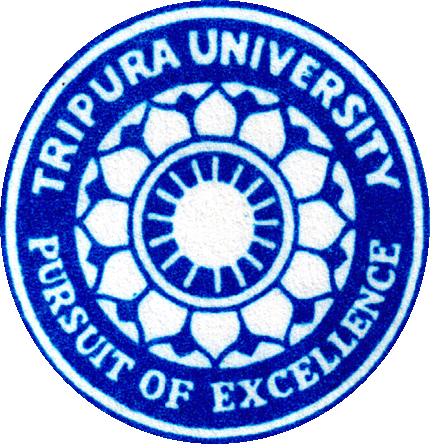 TRIPURA UNIVERSITY
PURSUIT OF EXCELLENCE